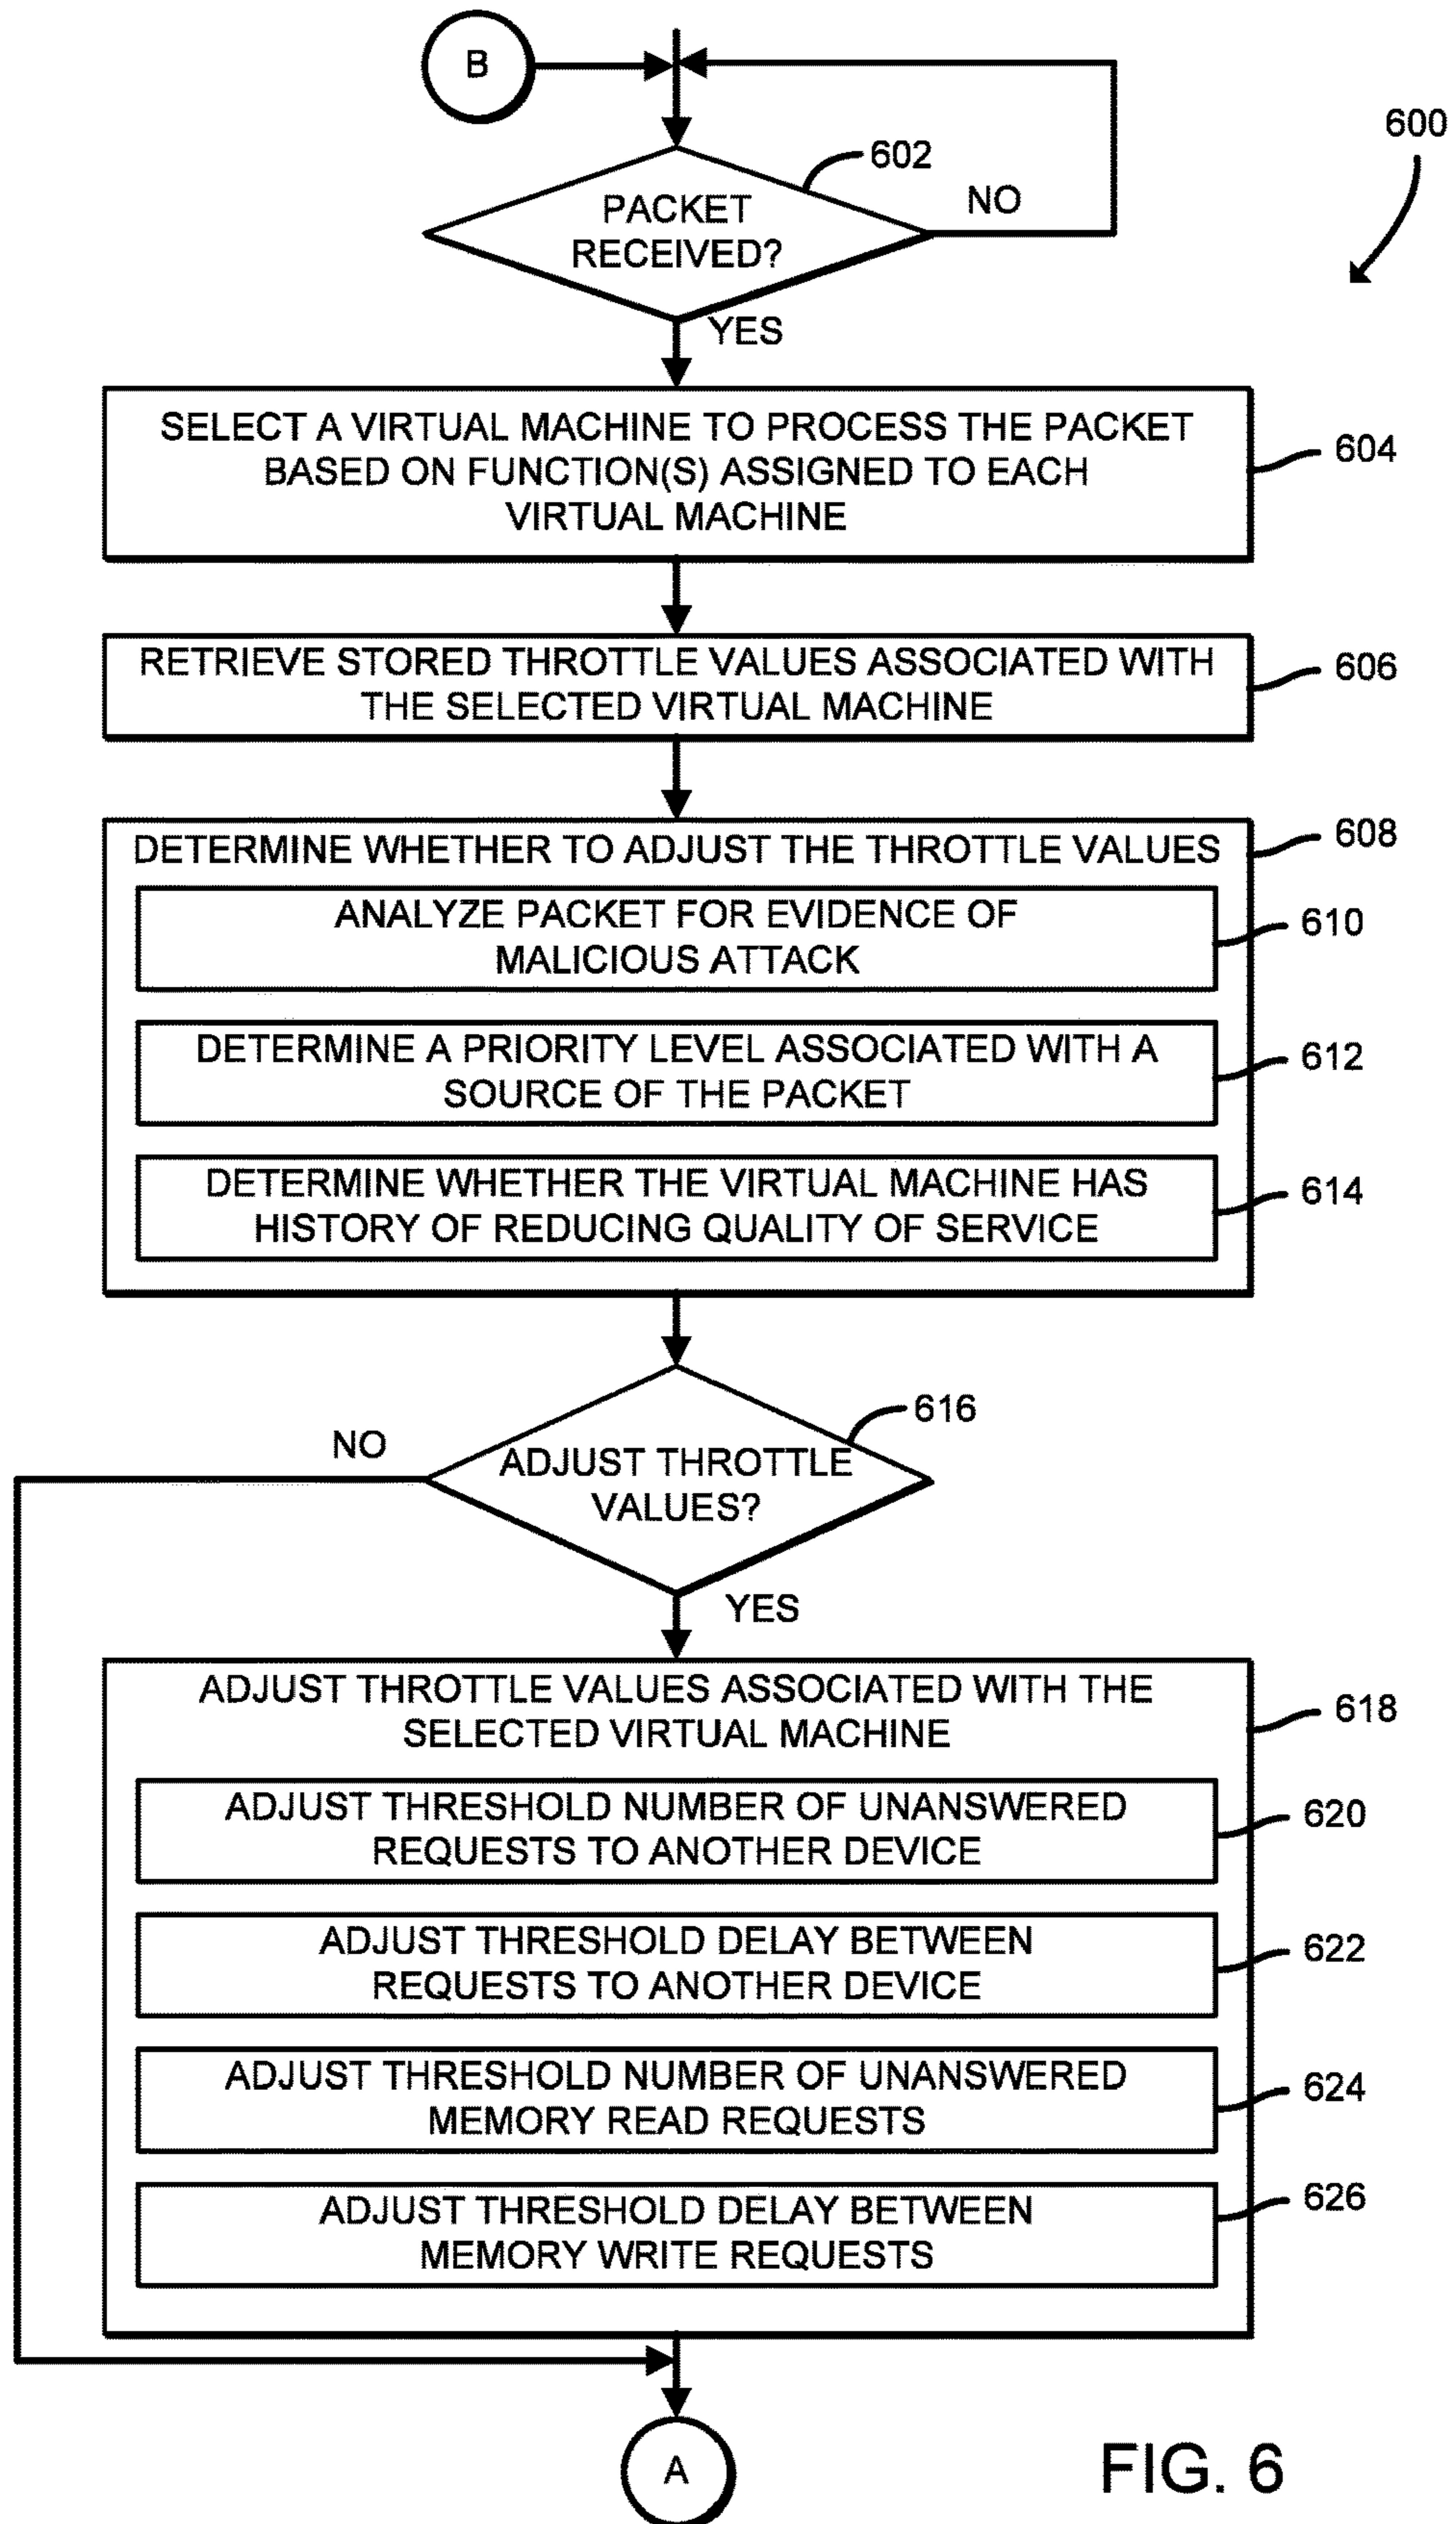 B
600
602
PACKET
RECEIVED?
NO
YES
SELECT A VIRTUAL MACHINE TO PROCESS THE PACKET
BASED ON FUNCTION(S) ASSIGNED TO EACH
VIRTUAL MACHINE
604
RETRIEVE STORED THROTTLE VALUES ASSOCIATED WITH
THE SELECTED VIRTUAL MACHINE
606
DETERMINE WHETHER TO ADJUST THE THROTTLE VALUES
608
ANALYZE PACKET FOR EVIDENCE OF
MALICIOUS ATTACK
610
DETERMINE A PRIORITY LEVEL ASSOCIATED WITH A
SOURCE OF THE PACKET
612
DETERMINE WHETHER THE VIRTUAL MACHINE HAS
HISTORY OF REDUCING QUALITY OF SERVICE
614
616
NO
ADJUST THROTTLE
VALUES?
YES
ADJUST THROTTLE VALUES ASSOCIATED WITH THE
SELECTED VIRTUAL MACHINE
618
ADJUST THRESHOLD NUMBER OF UNANSWERED
REQUESTS TO ANOTHER DEVICE
620
ADJUST THRESHOLD DELAY BETWEEN
REQUESTS TO ANOTHER DEVICE
622
ADJUST THRESHOLD NUMBER OF UNANSWERED
MEMORY READ REQUESTS
624
ADJUST THRESHOLD DELAY BETWEEN
MEMORY WRITE REQUESTS
626
A
FIG. 6